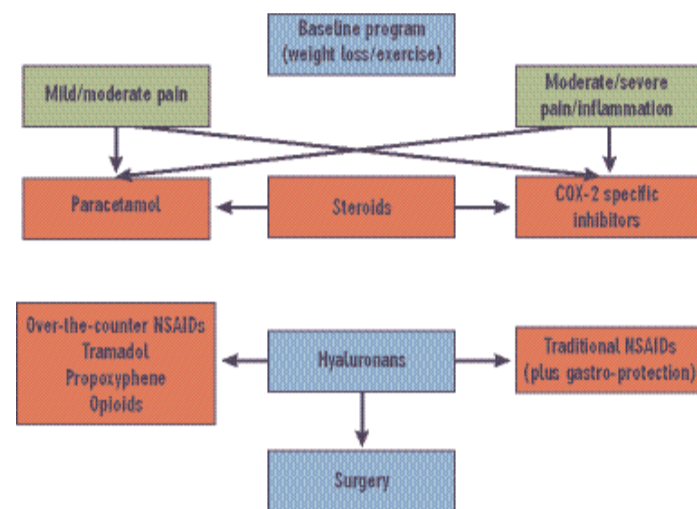 Baseline program
(weight loss/exercise)
Mild/moderate pain
Moderate/severe
pain/inflammation
Paracetamol
Steroids
COX-2 specific
inhibitors
Over-the-counter NSAIDs
Tramadol
Propoxyphene
Opioids
Hyaluronans
Traditional NSAIDs
(plus gastro-protection)
Surgery